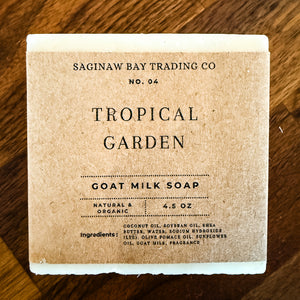 SAGINAW BAY TRADING CO
NO. 04
TROPICAL
GARDEN
GOAT MILK SOAP
NATURAL &
ORGANIC
4.5 OZ
Ingredients:
COCONUT OIL, SOYBEAN OIL, SHEA
BUTTER, WATER, SODIUM HYDROXIDE
(LYE), OLIVE POMACE OIL, SUNFLOWER
OIL, GOAT MILK, FRAGRANCE